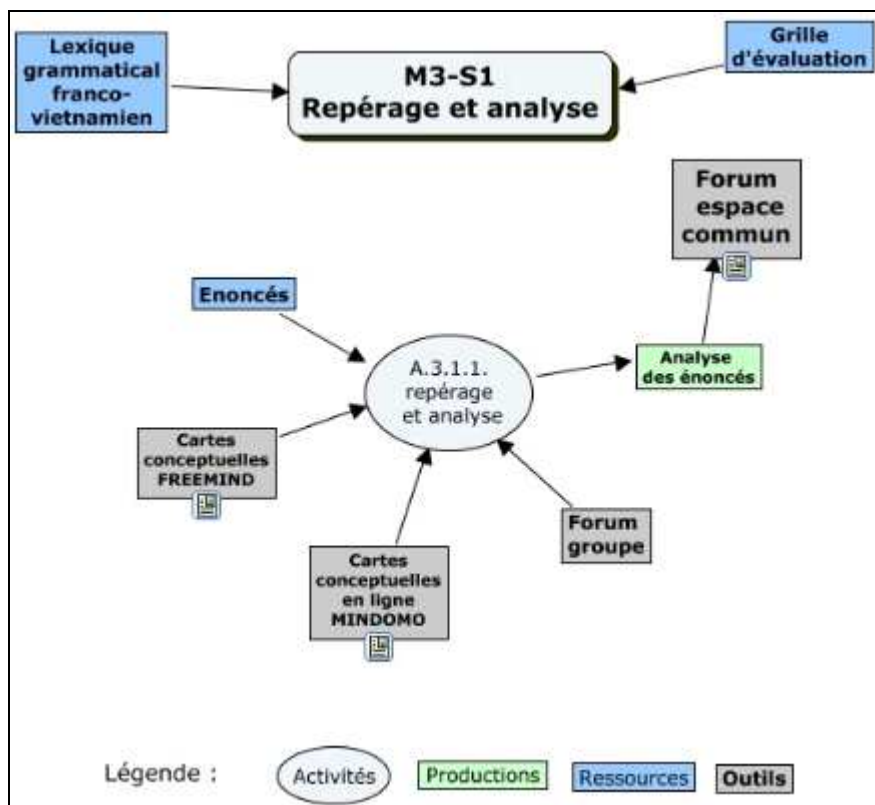 Lexique
grammatical
franco-
vietnamien
M3-S1
Repérage et analyse
Grille
d'évaluation
Forum
espace
commun
Enoncés
A.3.1.1.
repérage
et analyse
Analyse
des énoncés
Cartes
conceptuelles
FREEMIND
Cartes
conceptuelles
en ligne
MINDOMO
Forum
groupe
Légende :
Activités
Productions
Ressources
Outils